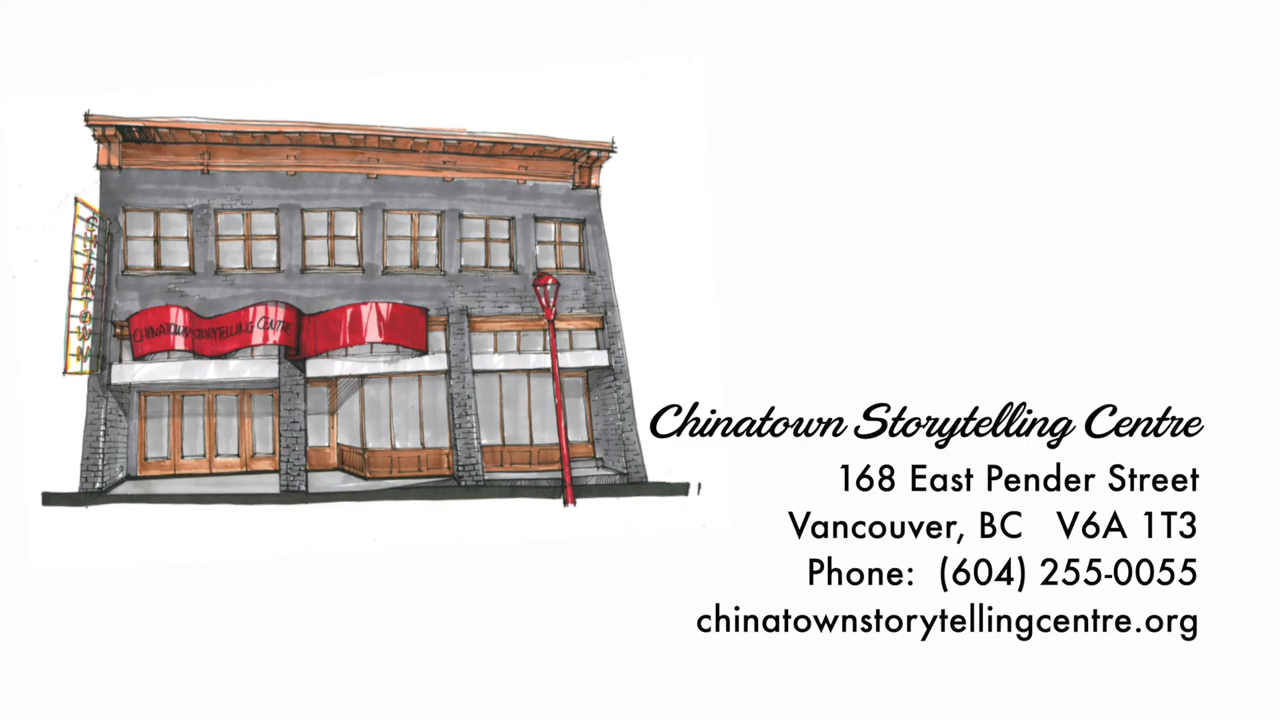 CHINATOWN STORYTELLING CENTRE
Chinatown Storytelling Centre
168 East Pender Street
Vancouver, BC V6A 1T3
Phone: (604) 255-0055
chinatownstorytellingcentre.org